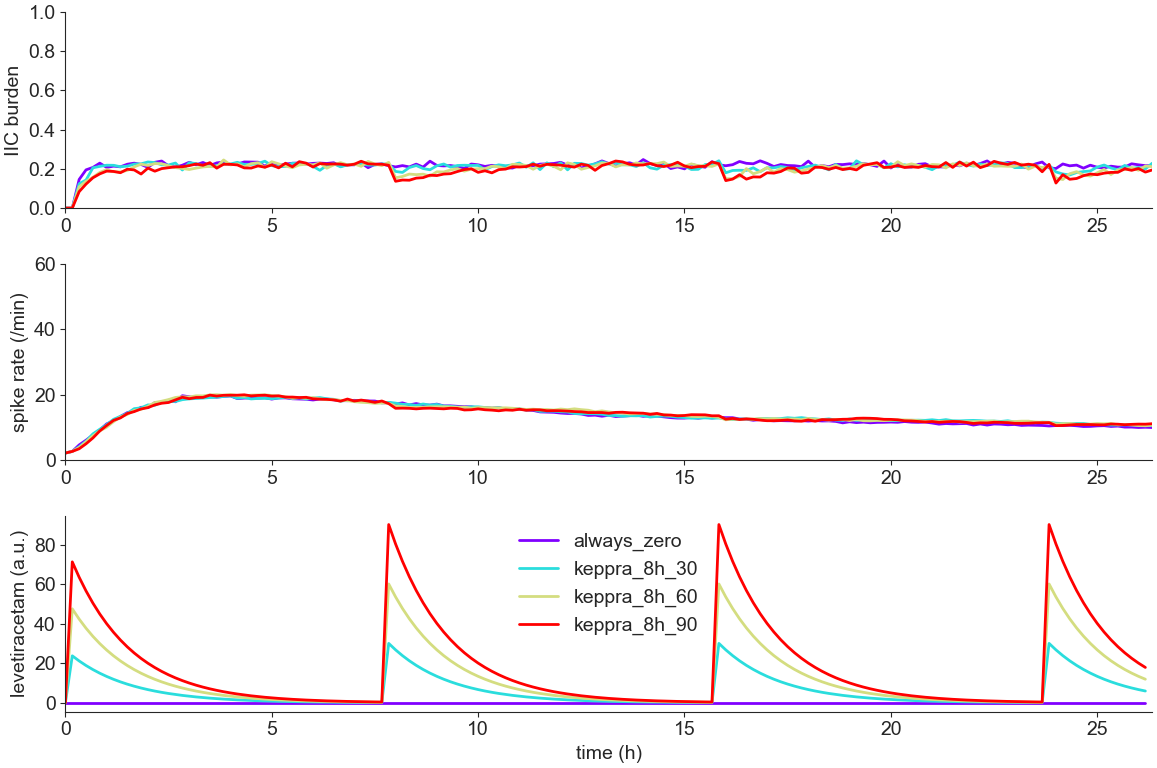 IIC burden
1.0
0.8
0.6
0.4
0.2
0.0
0 5 10 15 20 25
spike rate (/min)
60
40
20
0
0 5 10 15 20 25
levetiracetam (a.u.)
80
60
40
20
0
always_zero
keppra_8h_30
keppra_8h_60
keppra_8h_90
0 5 10 15 20 25
time (h)